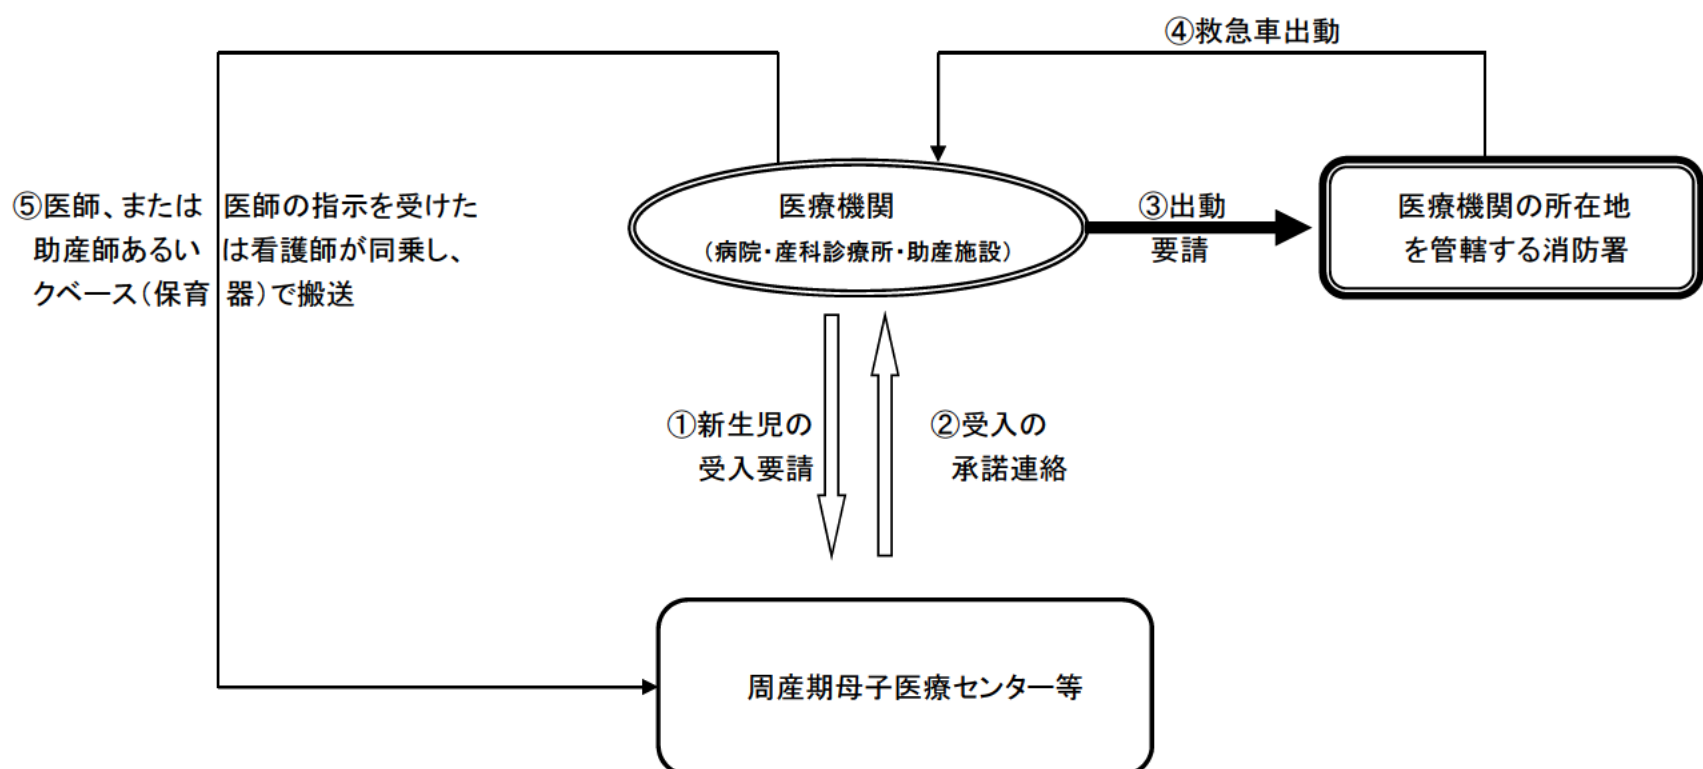 ④救急車出動
⑤医師、または医師の指示を受けた
助産師あるいは看護師が同乗し、
クベース（保育器）で搬送
医療機関
（病院・産科診療所・助産施設）
③出動
要請
医療機関の所在地
を管轄する消防署
①新生児の
受入要請
②受入の
承諾連絡
周産期母子医療センター等